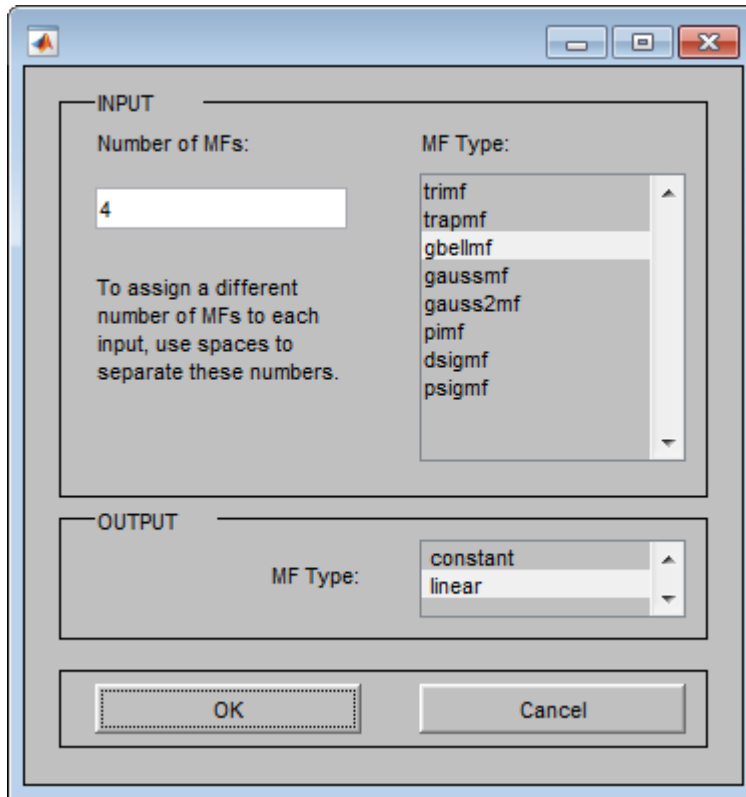 INPUT
Number of MFs:
4
To assign a different
number of MFs to each
input, use spaces to
separate these numbers.
MF Type:
trimf
trapmf
gbellmf
gaussmf
gauss2mf
pimf
dsigmf
psigmf
OUTPUT
MF Type:
constant
linear
OK
Cancel